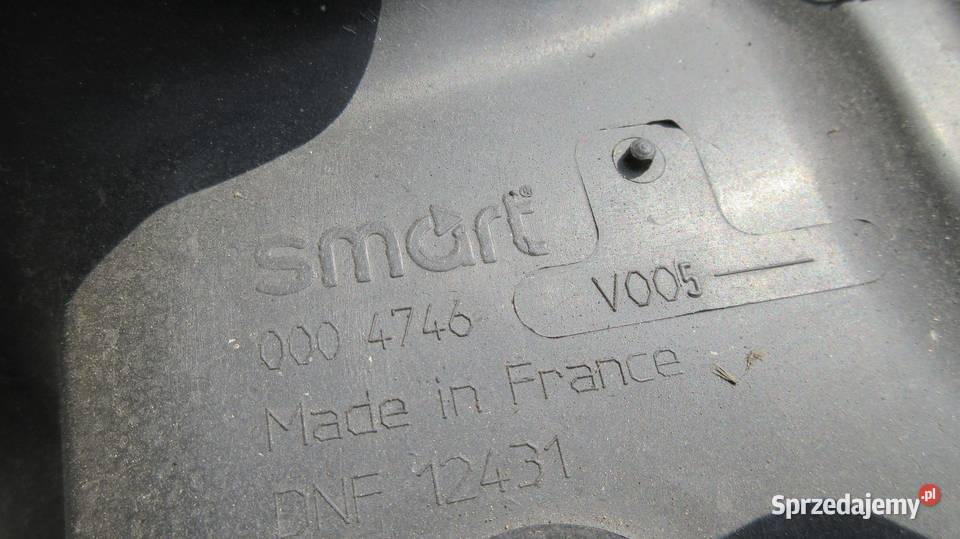 smart®
000 4746 V005
Made in France
DNF 12431
Sprzedajemy.pl